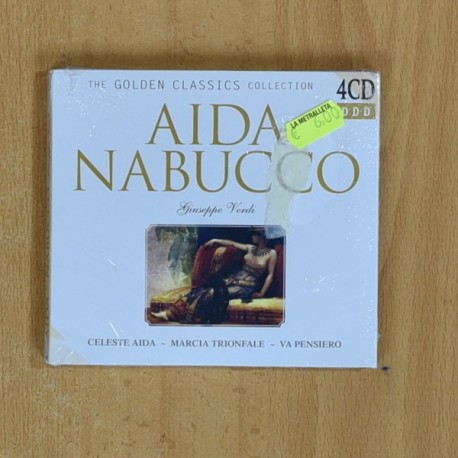 THE GOLDEN CLASSICS COLLECTION
4CD
DDD
LA METRALLETA
€ 6.00
AIDA
NABUCCO
Giuseppe Verdi
CELESTE AIDA ~ MARCIA TRIONFALE ~ VA PENSIERO